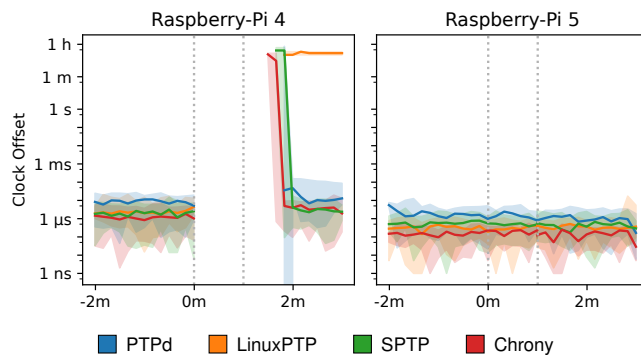 Raspberry-Pi 4
Raspberry-Pi 5
Clock Offset
1 h
1 m
1 s
1 ms
1 µs
1 ns
-2m 0m 2m
-2m 0m 2m
PTPd LinuxPTP SPTP Chrony